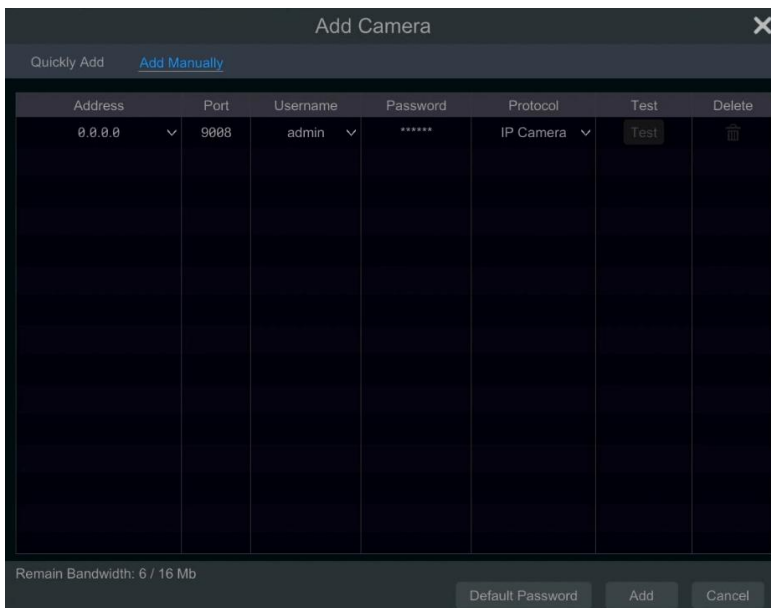 Add Camera
Quickly Add Add Manually
Address Port Username Password Protocol Test Delete
0.0.0.0 9008 admin ****** IP Camera Test
Remain Bandwidth: 6 / 16 Mb
Default Password Add Cancel